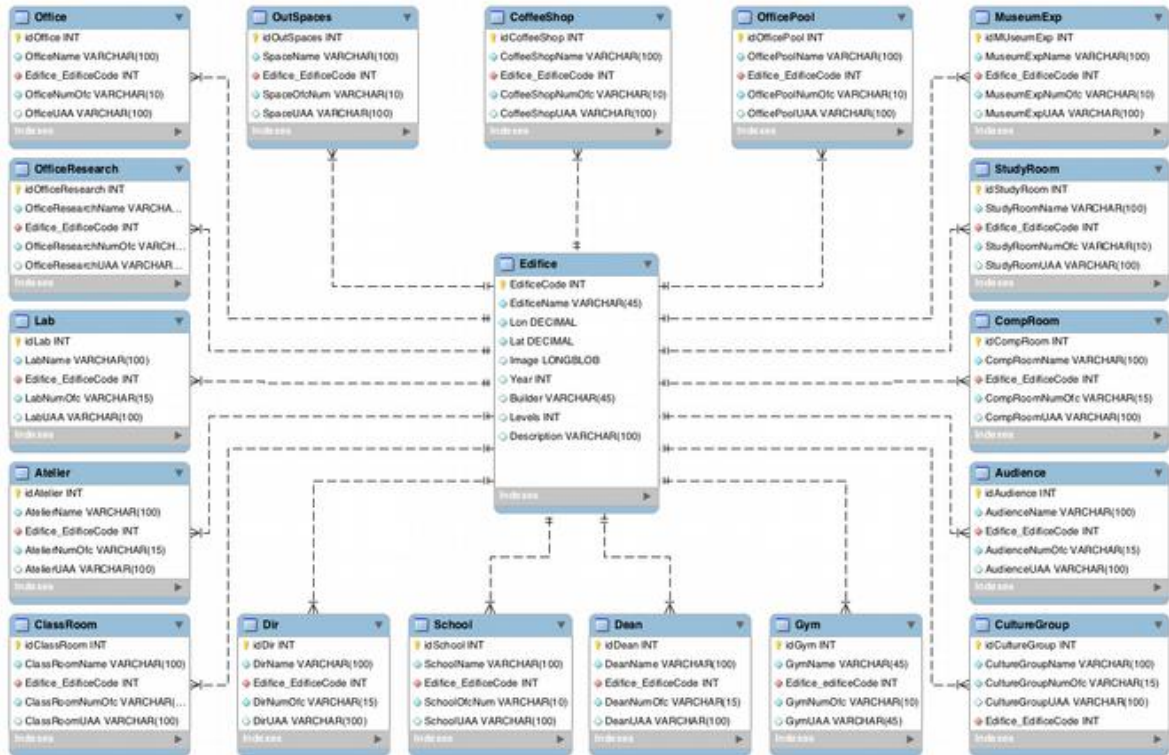 Office
idOffice INT
OfficeName VARCHAR(100)
Edifice_EdificeCode INT
OfficeNumOfc VARCHAR(10)
OficeUAA VARCHAR(100)
Indexes
OutSpaces
idOutSpaces INT
SpaceName VARCHAR(100)
Edifice_EdificeCode INT
SpaceOfcNum VARCHAR(10)
SpaceUAA VARCHAR(100)
Indexes
CoffeeShop
idCoffeeShop INT
CoffeeShopName VARCHAR(100)
Edifice_EdificeCode INT
CoffeeShopNumOfc VARCHAR(10)
CoffeeShopUAA VARCHAR(100)
Indexes
OfficePool
idOfficePool INT
OfficePoolName VARCHAR(100)
Edifice_EdificeCode INT
OfficePoolNumOfc VARCHAR(10)
OfficePoolUAA VARCHAR(100)
Indexes
MuseumExp
idMUseumExp INT
MuseumExpName VARCHAR(100)
Edifice_EdificeCode INT
MuseumExpNumOfc VARCHAR(10)
MuseumExpUAA VARCHAR(100)
Indexes
OfficeResearch
idOfficeResearch INT
OfficeResearchName VARCHA...
Edifice_EdificeCode INT
OfficeResearchNumOfc VARCH...
OfficeResearchUAA VARCHAR...
Indexes
StudyRoom
idStudyRoom INT
StudyRoomName VARCHAR(100)
Edifice_EdificeCode INT
StudyRoomNumOfc VARCHAR(10)
StudyRoomUAA VARCHAR(100)
Indexes
Edifice
EdificeCode INT
EdificeName VARCHAR(45)
Lon DECIMAL
Lat DECIMAL
Image LONGBLOB
Year INT
Builder VARCHAR(45)
Levels INT
Description VARCHAR(100)
Indexes
Lab
idLab INT
LabName VARCHAR(100)
Edifice_EdificeCode INT
LabNumOfc VARCHAR(15)
LabUAA VARCHAR(100)
Indexes
CompRoom
idCompRoom INT
CompRoomName VARCHAR(100)
Edifice_EdificeCode INT
CompRoomNumOfc VARCHAR(15)
CompRoomUAA VARCHAR(100)
Indexes
Atelier
idAtelier INT
AtelierName VARCHAR(100)
Edifice_EdificeCode INT
AtelierNumOfc VARCHAR(15)
AtelierUAA VARCHAR(100)
Indexes
Audience
idAudience INT
AudienceName VARCHAR(100)
Edifice_EdificeCode INT
AudienceNumOfc VARCHAR(15)
AudienceUAA VARCHAR(100)
Indexes
ClassRoom
idClassRoom INT
ClassRoomName VARCHAR(100)
Edifice_EdificeCode INT
ClassRoomNumOfc VARCHAR(...
ClassRoomUAA VARCHAR(100)
Indexes
Dir
idDir INT
DirName VARCHAR(100)
Edifice_EdificeCode INT
DirNumOfc VARCHAR(15)
DirUAA VARCHAR(100)
Indexes
School
idSchool INT
SchoolName VARCHAR(100)
Edifice_EdificeCode INT
SchoolOfcNum VARCHAR(10)
SchoolUAA VARCHAR(100)
Indexes
Dean
idDean INT
DeanName VARCHAR(100)
Edifice_EdificeCode INT
DeanNumOfc VARCHAR(15)
DeanUAA VARCHAR(100)
Indexes
Gym
idGym INT
GymName VARCHAR(45)
Edifice_edificeCode INT
GymNumOfc VARCHAR(10)
GymUAA VARCHAR(45)
Indexes
CultureGroup
idCultureGroup INT
CultureGroupName VARCHAR(100)
CultureGroupNumOfc VARCHAR(15)
CultureGroupUAA VARCHAR(100)
Edifice_EdificeCode INT
Indexes